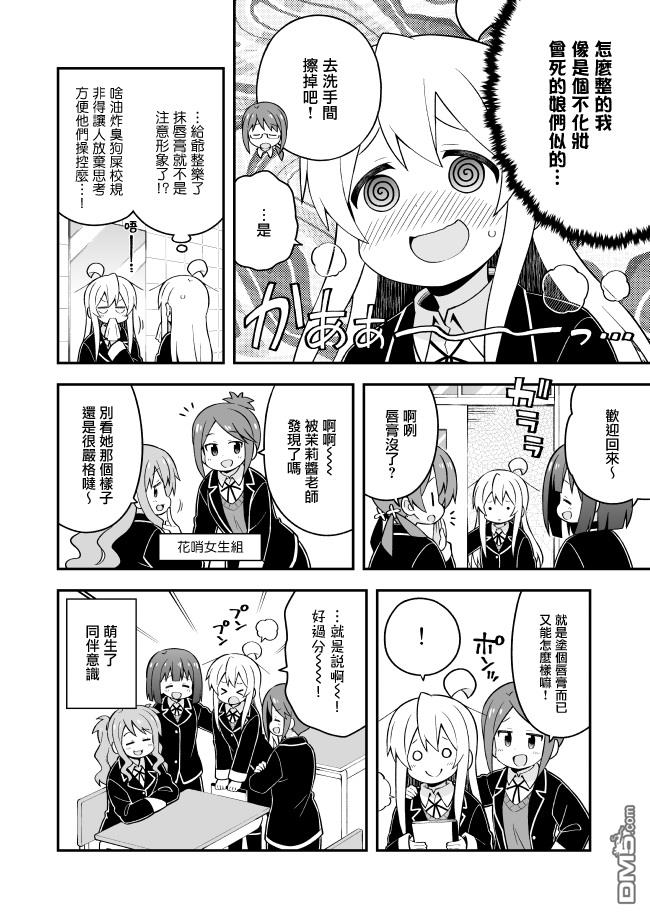 怎麼整的我
像是個不化妝
會死的娘們似的…
去洗手間
擦掉吧！
…是
かあぁ〜〜っ…
…給爺整樂了
抹唇膏就不是
注意形象了!?
啥油炸臭狗屎校規
非得讓人放棄思考
方便他們操控麼…！
唔
……
歡迎回來～
ガラララ
啊咧
唇膏沒了？
啊啊～～～
被茉莉醬老師
發現了嗎
別看她那個樣子
還是很嚴格噠～
花哨女生組
就是塗個唇膏而已
又能怎麼樣嘛！
ポンッ
！
…就是說啊～～！
好過分～～～！
プンプン
萌生了
同伴意識
DM5.com